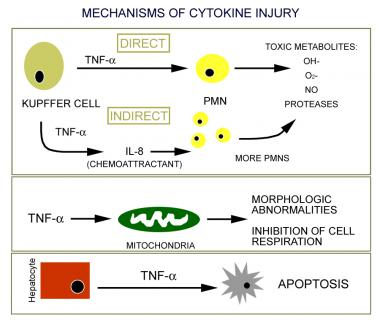 MECHANISMS OF CYTOKINE INJURY
DIRECT
TNF-α
TOXIC METABOLITES:
OH-
O₂-
NO
PROTEASES
KUPFFER CELL
PMN
INDIRECT
TNF-α
IL-8
(CHEMOATTRACTANT)
MORE PMNS
TNF-α
MITOCHONDRIA
MORPHOLOGIC
ABNORMALITIES
INHIBITION OF CELL
RESPIRATION
Hepatocyte
TNF-α
APOPTOSIS